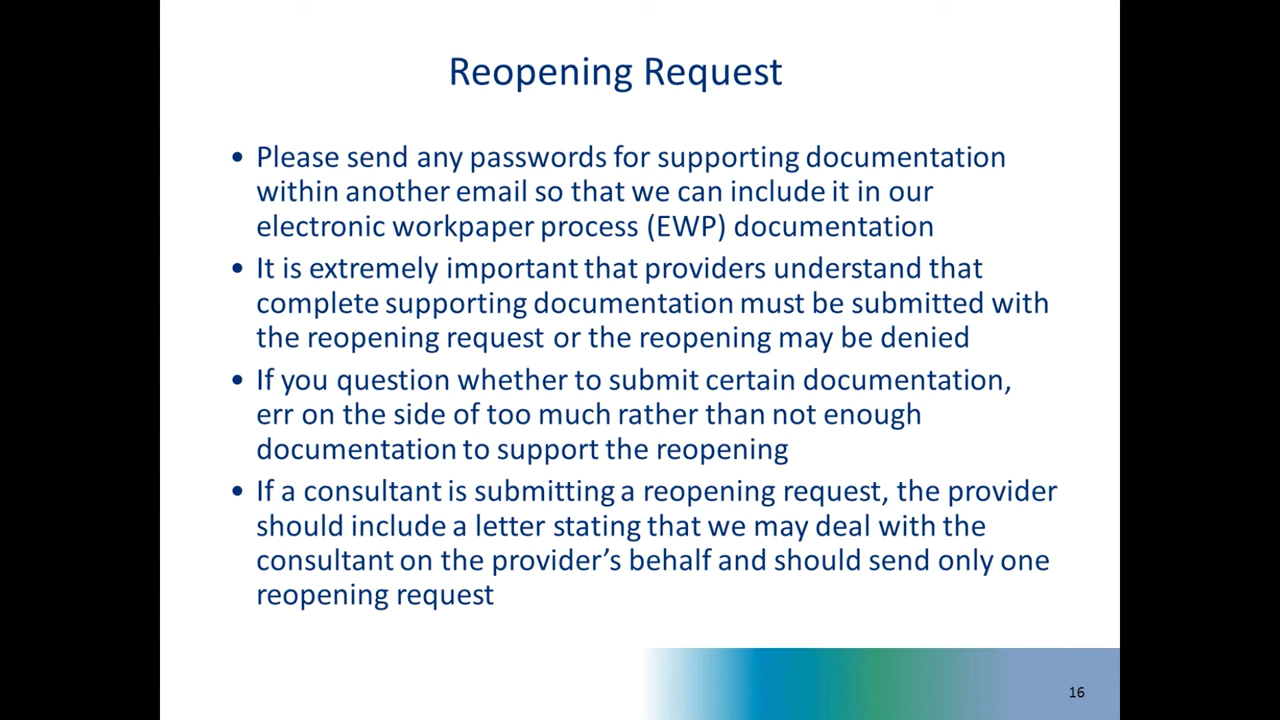 Reopening Request
• Please send any passwords for supporting documentation
within another email so that we can include it in our
electronic workpaper process (EWP) documentation
• It is extremely important that providers understand that
complete supporting documentation must be submitted with
the reopening request or the reopening may be denied
• If you question whether to submit certain documentation,
err on the side of too much rather than not enough
documentation to support the reopening
• If a consultant is submitting a reopening request, the provider
should include a letter stating that we may deal with the
consultant on the provider’s behalf and should send only one
reopening request
16